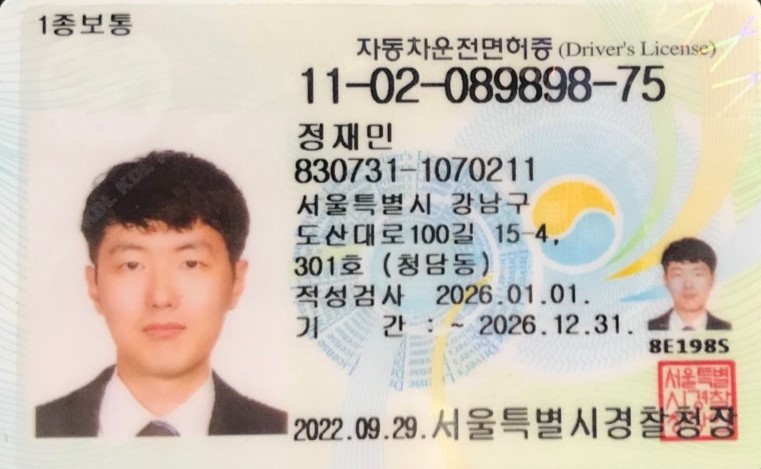 1종보통
자동차운전면허증 (Driver's License)
11-02-089898-75
정재민
830731-1070211
서울특별시 강남구
도산대로100길 15-4,
301호 (청담동)
적성검사 2026.01.01.
기 간 : ~ 2026.12.31.
8E198S
2022.09.29. 서울특별시경찰청장
서울특별
시경찰